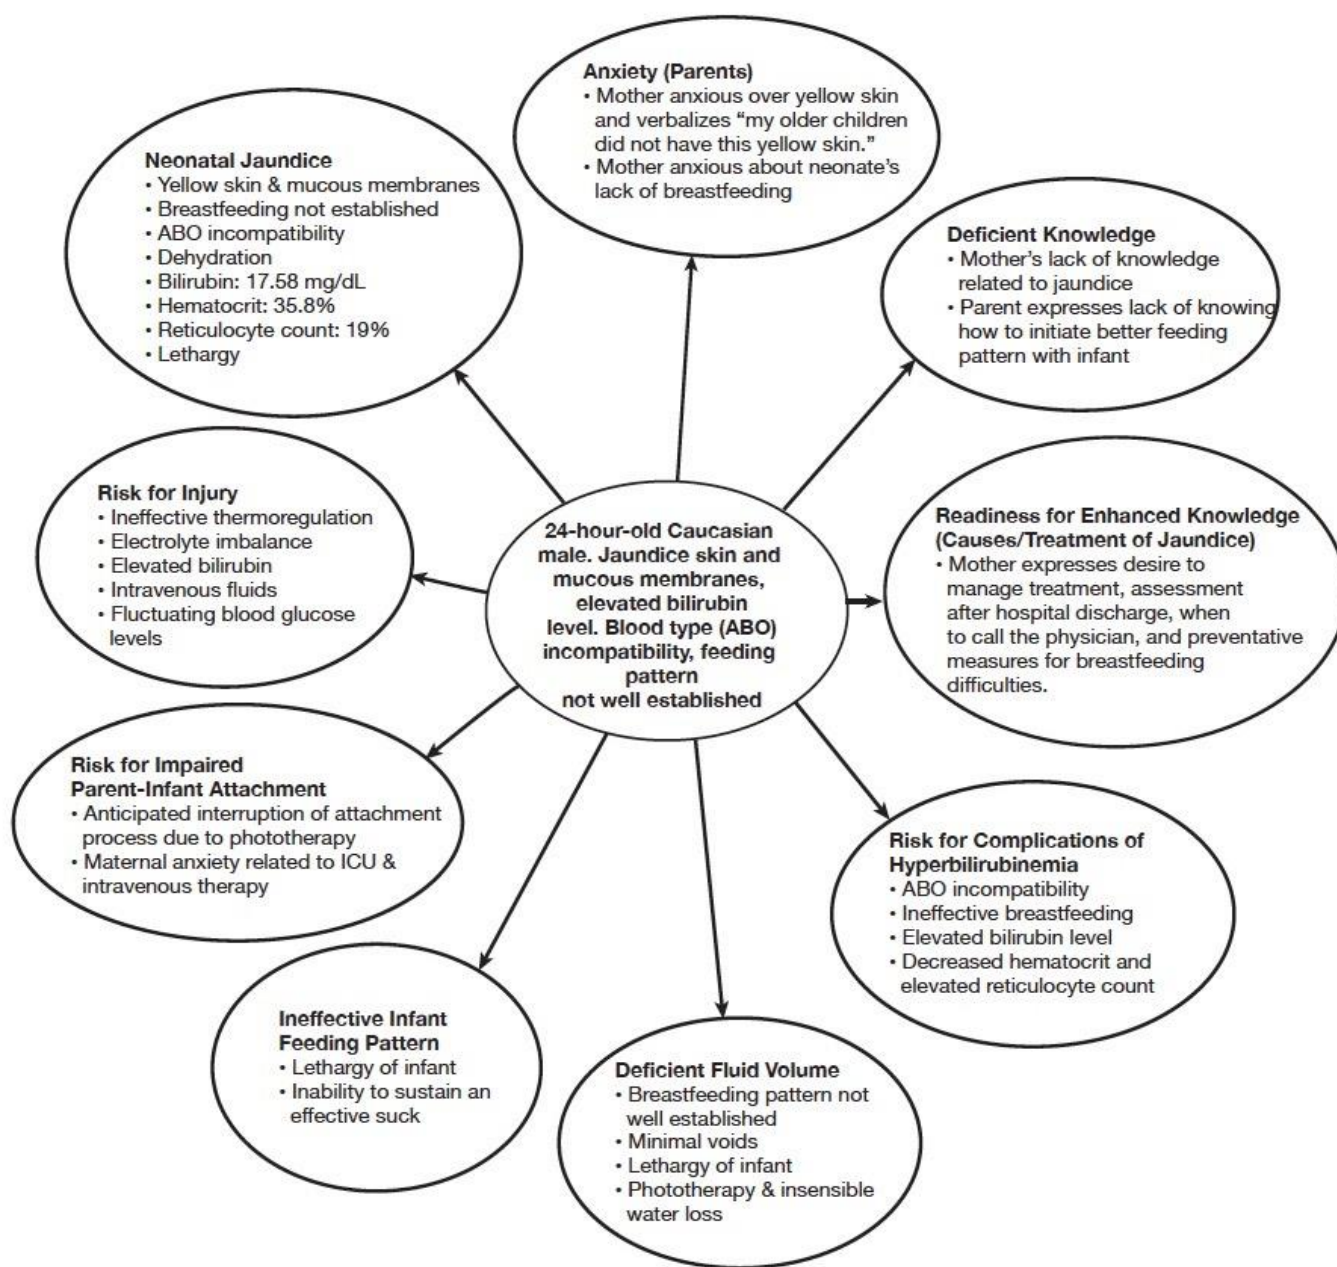 Anxiety (Parents)
• Mother anxious over yellow skin
and verbalizes “my older children
did not have this yellow skin.”
• Mother anxious about neonate’s
lack of breastfeeding
Neonatal Jaundice
• Yellow skin & mucous membranes
• Breastfeeding not established
• ABO incompatibility
• Dehydration
• Bilirubin: 17.58 mg/dL
• Hematocrit: 35.8%
• Reticulocyte count: 19%
• Lethargy
Deficient Knowledge
• Mother’s lack of knowledge
related to jaundice
• Parent expresses lack of knowing
how to initiate better feeding
pattern with infant
Risk for Injury
• Ineffective thermoregulation
• Electrolyte imbalance
• Elevated bilirubin
• Intravenous fluids
• Fluctuating blood glucose
levels
24-hour-old Caucasian
male. Jaundice skin and
mucous membranes,
elevated bilirubin
level. Blood type (ABO)
incompatibility, feeding
pattern
not well established
Readiness for Enhanced Knowledge
(Causes/Treatment of Jaundice)
• Mother expresses desire to
manage treatment, assessment
after hospital discharge, when
to call the physician, and preventative
measures for breastfeeding
difficulties.
Risk for Impaired
Parent-Infant Attachment
• Anticipated interruption of attachment
process due to phototherapy
• Maternal anxiety related to ICU &
intravenous therapy
Risk for Complications of
Hyperbilirubinemia
• ABO incompatibility
• Ineffective breastfeeding
• Elevated bilirubin level
• Decreased hematocrit and
elevated reticulocyte count
Ineffective Infant
Feeding Pattern
• Lethargy of infant
• Inability to sustain an
effective suck
Deficient Fluid Volume
• Breastfeeding pattern not
well established
• Minimal voids
• Lethargy of infant
• Phototherapy & insensible
water loss